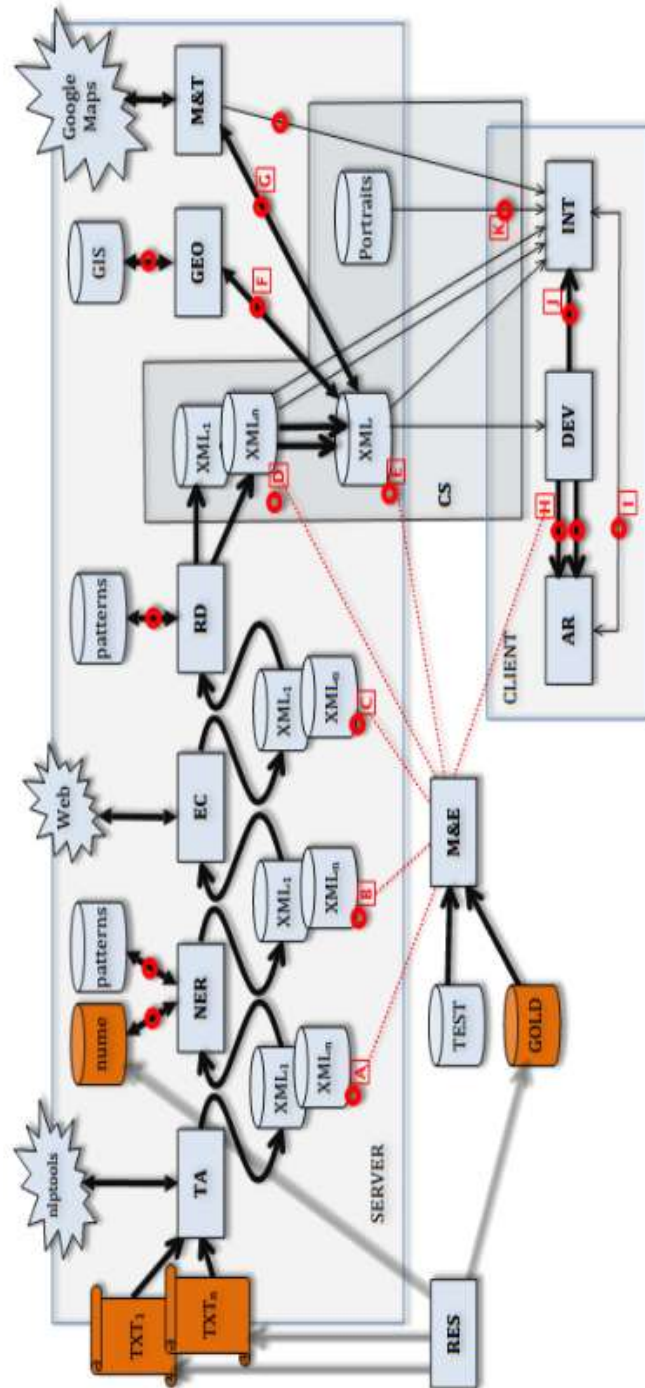 nlptools
nume
patterns
Web
patterns
GIS
Google
Maps
TXT₁
TXTₙ
TA
NER
EC
RD
GEO
M&T
XML₁
XMLₙ
XML₁
XMLₙ
XML₁
XMLₙ
XML₁
XMLₙ
A
B
C
D
E
F
G
XML
Portraits
SERVER
CS
RES
TEST
GOLD
M&E
CLIENT
AR
H
DEV
J
K
INT
I